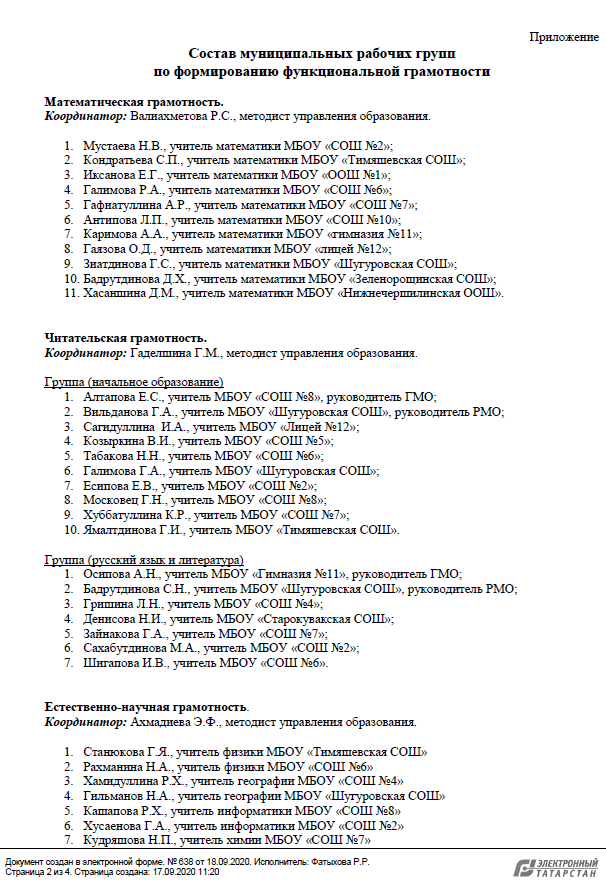 Приложение
Состав муниципальных рабочих групп
по формированию функциональной грамотности
Математическая грамотность.
Координатор: Валиахметова Р.С., методист управления образования.
1. Мустаева Н.В., учитель математики МБОУ «СОШ №2»;
2. Кондратьева С.П., учитель математики МБОУ «Тимяшевская СОШ»;
3. Иксанова Е.Г., учитель математики МБОУ «ООШ №1»;
4. Галимова Р.А., учитель математики МБОУ «СОШ №6»;
5. Гафиатуллина А.Р., учитель математики МБОУ «СОШ №7»;
6. Антипова Л.П., учитель математики МБОУ «СОШ №10»;
7. Каримова А.А., учитель математики МБОУ «гимназия №11»;
8. Гаязова О.Д., учитель математики МБОУ «лицей №12»;
9. Зиатдинова Г.С., учитель математики МБОУ «Шугуровская СОШ»;
10. Бадрутдинова Д.Х., учитель математики МБОУ «Зеленорощинская СОШ»;
11. Хасаншина Д.М., учитель математики МБОУ «Нижнечершилинская ООШ».
Читательская грамотность.
Координатор: Гаделшина Г.М., методист управления образования.
Группа (начальное образование)
1. Алтапова Е.С., учитель МБОУ «СОШ №8», руководитель ГМО;
2. Вильданова Г.А., учитель МБОУ «Шугуровская СОШ», руководитель РМО;
3. Сагидуллина И.А., учитель МБОУ «Лицей №12»;
4. Козыркина В.И., учитель МБОУ «СОШ №5»;
5. Табакова Н.Н., учитель МБОУ «СОШ №6»;
6. Галимова Г.А., учитель МБОУ «Шугуровская СОШ»;
7. Есипова Е.В., учитель МБОУ «СОШ №2»;
8. Московец Г.Н., учитель МБОУ «СОШ №8»;
9. Хуббатуллина К.Р., учитель МБОУ «СОШ №7»;
10. Ямалтдинова Г.И., учитель МБОУ «Тимяшевская СОШ».
Группа (русский язык и литература)
1. Осипова А.Н., учитель МБОУ «Гимназия №11», руководитель ГМО;
2. Бадрутдинова С.Н., учитель МБОУ «Шугуровская СОШ», руководитель РМО;
3. Гришина Л.Н., учитель МБОУ «СОШ №4»;
4. Денисова Н.И., учитель МБОУ «Старокувакская СОШ»;
5. Зайнакова Г.А., учитель МБОУ «СОШ №7»;
6. Сахабутдинова М.А., учитель МБОУ «СОШ №2»;
7. Шигапова И.В., учитель МБОУ «СОШ №6».
Естественно-научная грамотность.
Координатор: Ахмадиева Э.Ф., методист управления образования.
1. Станюкова Г.Я., учитель физики МБОУ «Тимяшевская СОШ»
2. Рахманина Н.А., учитель физики МБОУ «СОШ №6»
3. Хамидуллина Р.Х., учитель географии МБОУ «СОШ №4»
4. Гильманов Н.А., учитель географии МБОУ «Шугуровская СОШ»
5. Кашапова Р.Х., учитель информатики МБОУ «СОШ №8»
6. Хусаенова Г.А., учитель информатики МБОУ «СОШ №2»
7. Кудряшова Н.П., учитель химии МБОУ «СОШ №7»
Документ создан в электронной форме. № 638 от 18.09.2020. Исполнитель: Фатыхова Р.Р.
Страница 2 из 4. Страница создана: 17.09.2020 11:20
ЭЛЕКТРОННЫЙ
ТАТАРСТАН